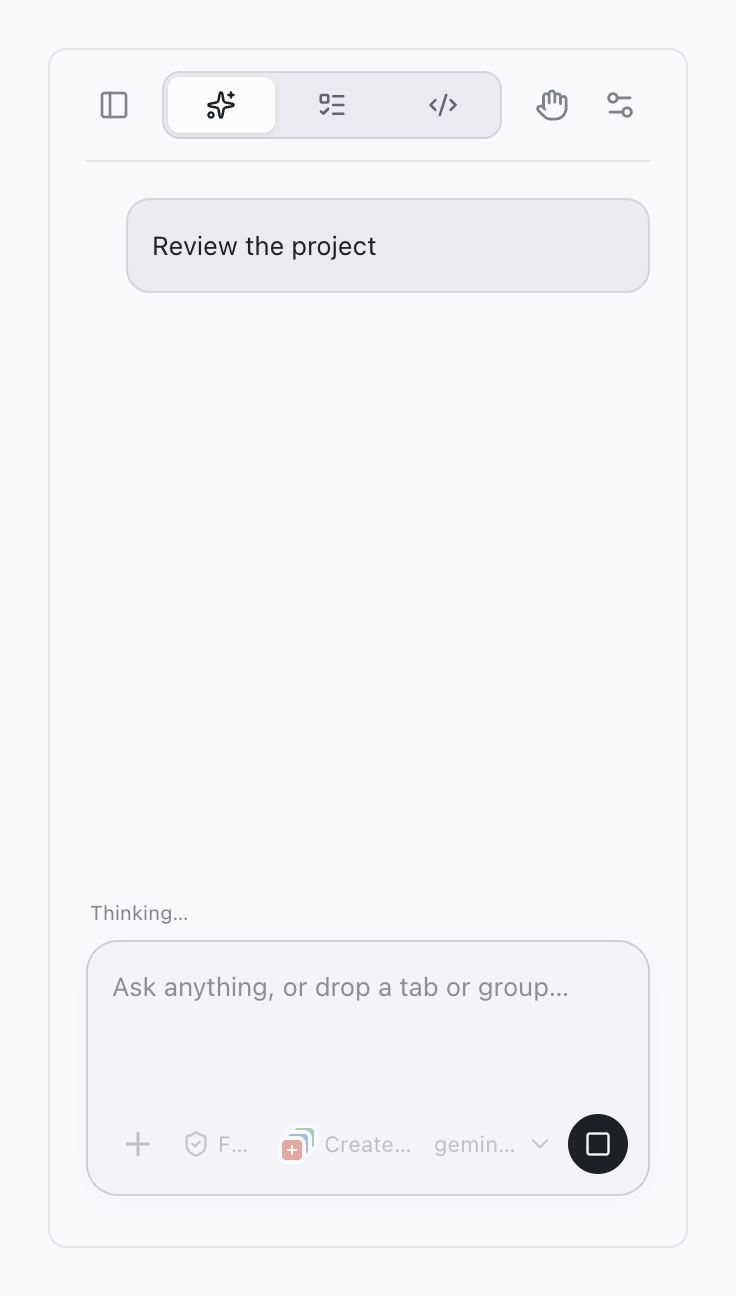 Review the project
Thinking...
Ask anything, or drop a tab or group...
F... Create... gemin...